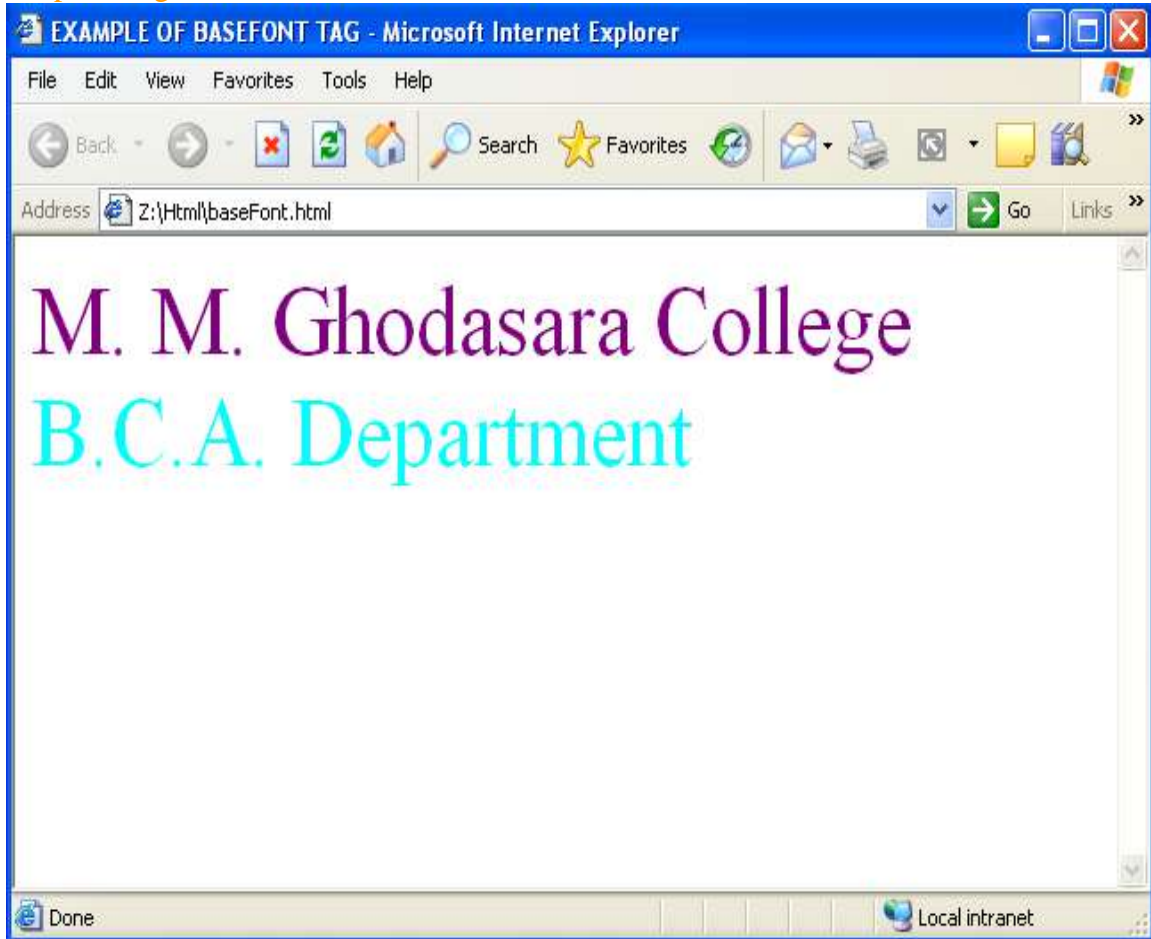 EXAMPLE OF BASEFONT TAG - Microsoft Internet Explorer
File Edit View Favorites Tools Help
Back Search Favorites »
Address Z:\Html\baseFont.html Go Links »
M. M. Ghodasara College
B.C.A. Department
Done Local intranet